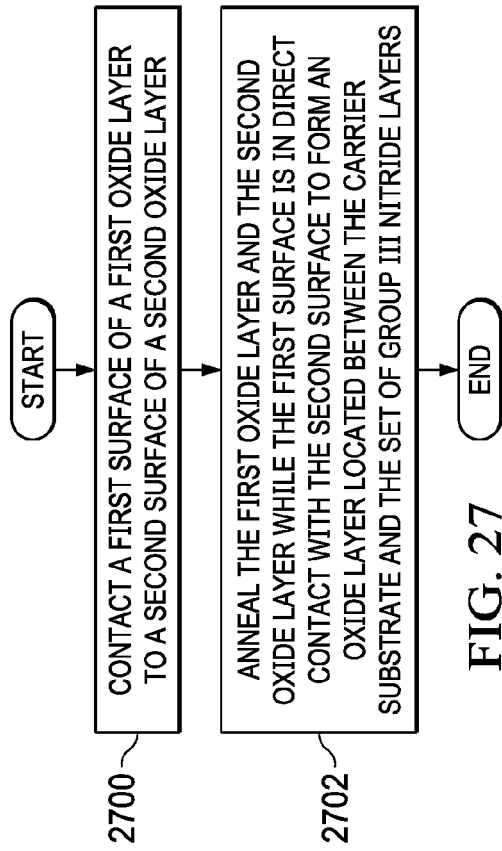 START
2700
CONTACT A FIRST SURFACE OF A FIRST OXIDE LAYER
TO A SECOND SURFACE OF A SECOND OXIDE LAYER
2702
ANNEAL THE FIRST OXIDE LAYER AND THE SECOND
OXIDE LAYER WHILE THE FIRST SURFACE IS IN DIRECT
CONTACT WITH THE SECOND SURFACE TO FORM AN
OXIDE LAYER LOCATED BETWEEN THE CARRIER
SUBSTRATE AND THE SET OF GROUP III NITRIDE LAYERS
END
FIG. 27